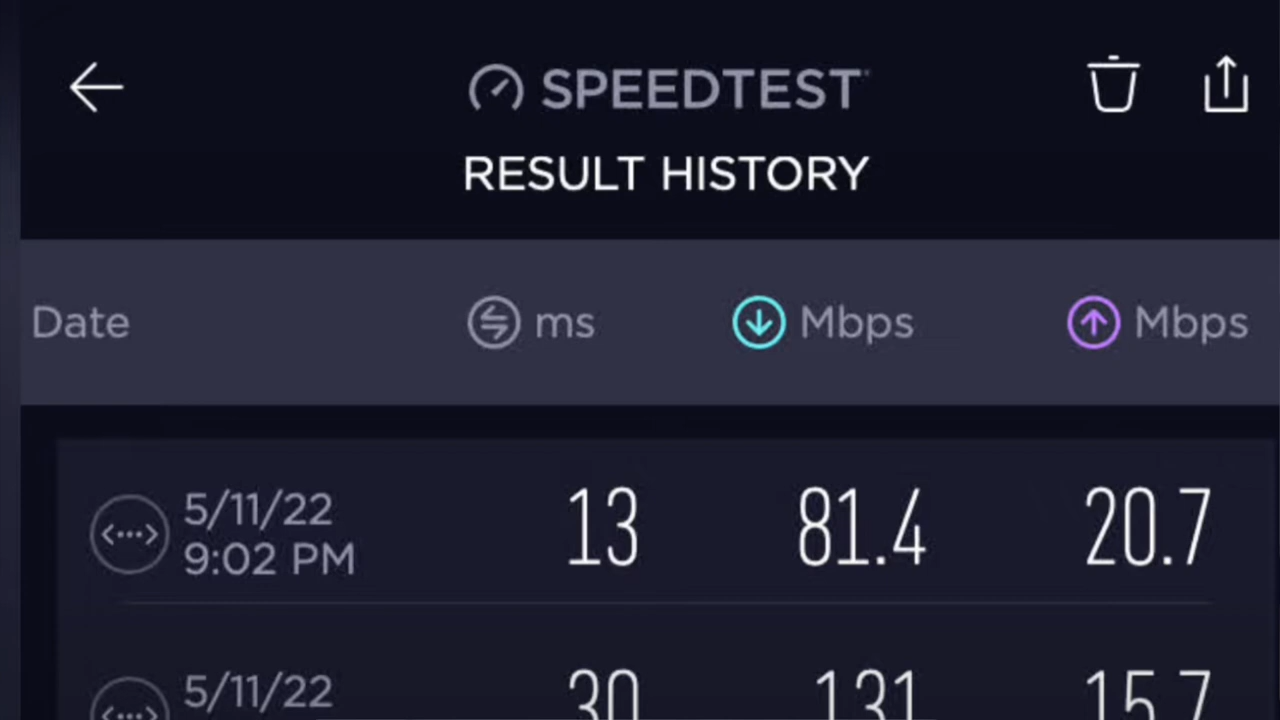 SPEEDTEST
RESULT HISTORY
Date ms Mbps Mbps
5/11/22
9:02 PM 13 81.4 20.7
5/11/22 30 131 15.7